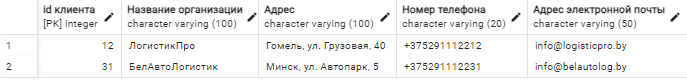 id клиента Название организации Адрес Номер телефона Адрес электронной почты
[PK] integer character varying (100) character varying (100) character varying (20) character varying (50)
1 12 ЛогистикПро Гомель, ул. Грузовая, 40 +375291112212 info@logisticpro.by
2 31 БелАвтоЛогистик Минск, ул. Автопарк, 5 +375291112231 info@belautolog.by